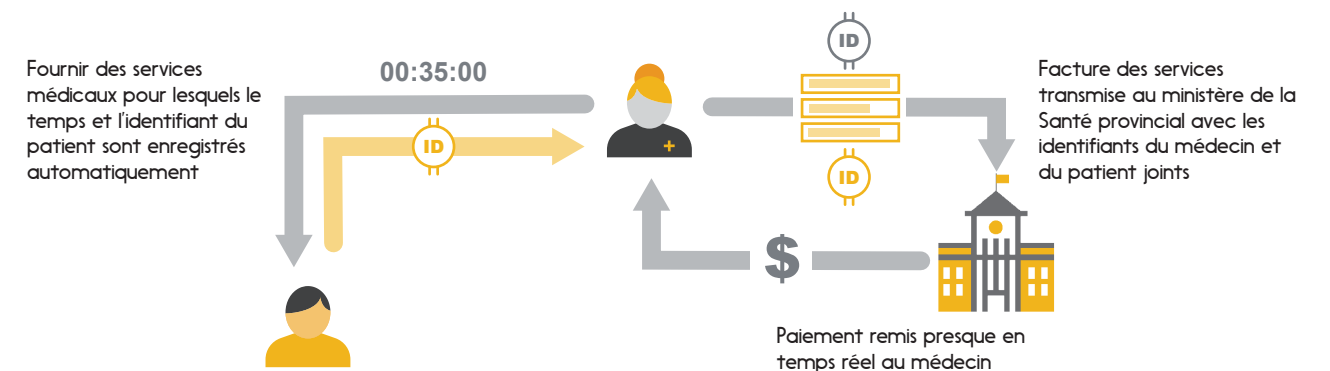 Fournir des services
médicaux pour lesquels le
temps et l'identifiant du
patient sont enregistrés
automatiquement
00:35:00
ID
ID
ID
Facture des services
transmise au ministère de la
Santé provincial avec les
identifiants du médecin et
du patient joints
$
Paiement remis presque en
temps réel au médecin